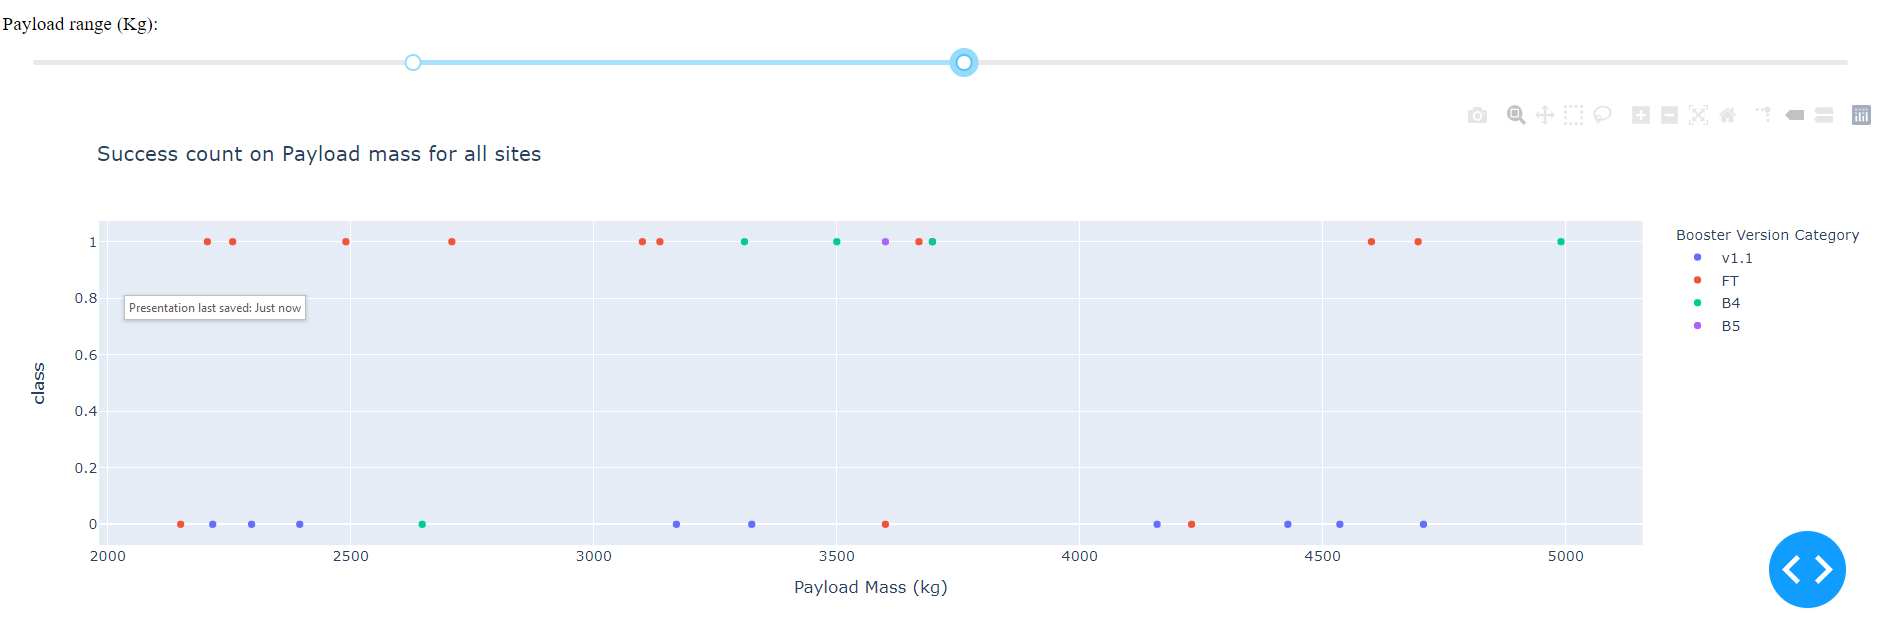 Payload range (Kg):
Success count on Payload mass for all sites
1
0.8
0.6
0.4
0.2
0
class
Presentation last saved: Just now
2000 2500 3000 3500 4000 4500 5000
Payload Mass (kg)
Booster Version Category
v1.1
FT
B4
B5